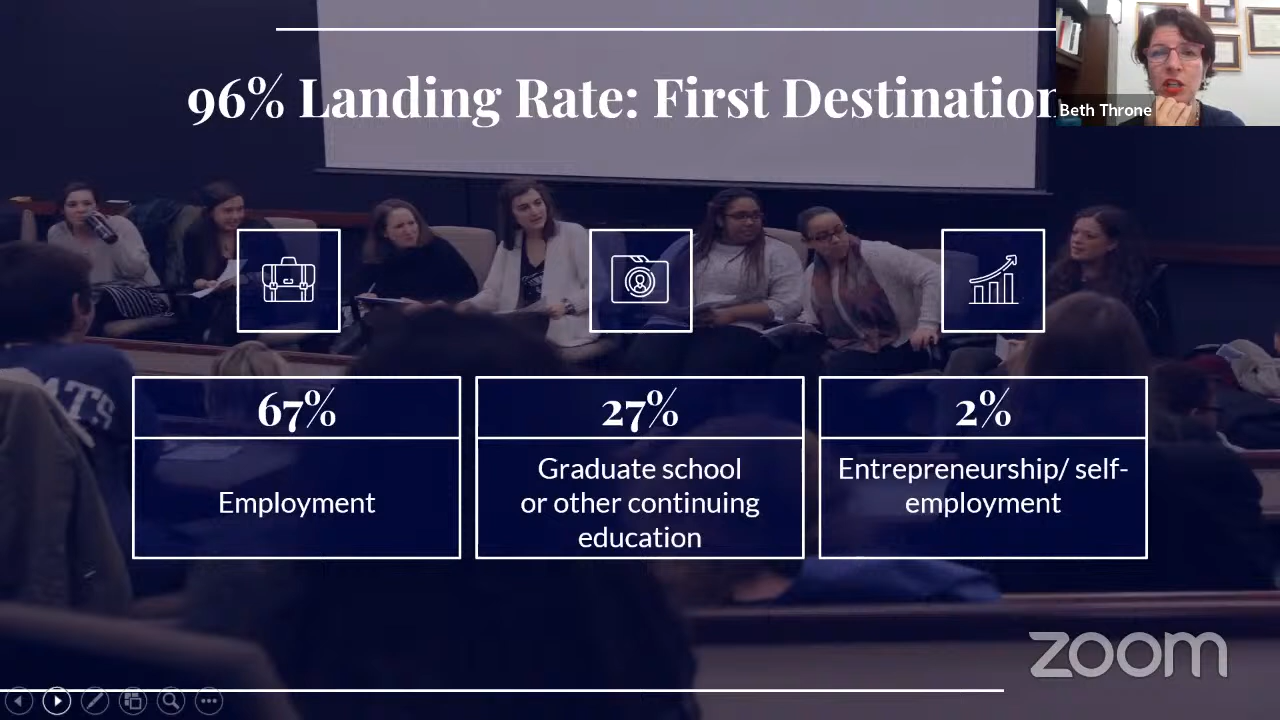 96% Landing Rate: First Destination
Beth Throne
ATS
67%
27%
2%
Employment
Graduate school
or other continuing
education
Entrepreneurship/ self-
employment
zoom